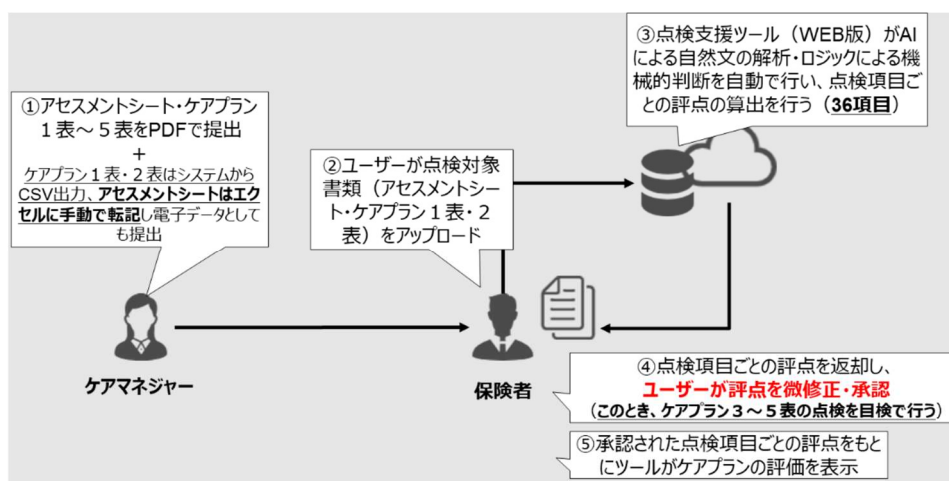 ①アセスメントシート・ケアプラン
1表～5表をPDFで提出
＋
ケアプラン1表・2表はシステムから
CSV出力、アセスメントシートはエク
セルに手動で転記し電子データとして
も提出
②ユーザーが点検対象
書類（アセスメントシー
ト・ケアプラン1表・2
表）をアップロード
③点検支援ツール（WEB版）がAI
による自然文の解析・ロジックによる機
械的判断を自動で行い、点検項目ご
との評点の算出を行う（36項目）
ケアマネジャー
保険者
④点検項目ごとの評点を返却し、
ユーザーが評点を微修正・承認
（このとき、ケアプラン3～5表の点検を目検で行う）
⑤承認された点検項目ごとの評点をもと
にツールがケアプランの評価を表示